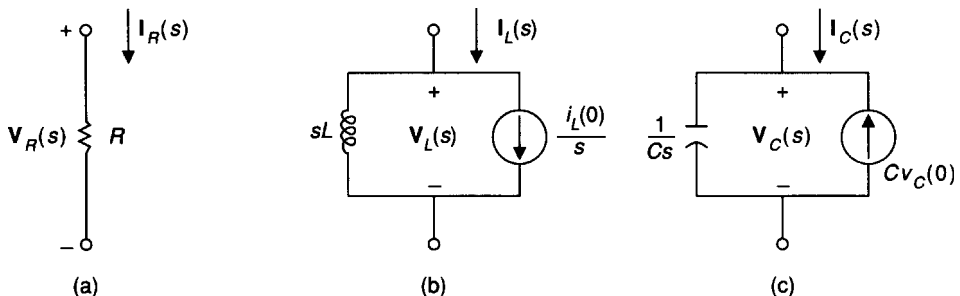 +
I_R(s)
V_R(s)
R
−
(a)
I_L(s)
sL
+
V_L(s)
−
i_L(0)
s
(b)
I_C(s)
1
Cs
+
V_C(s)
−
Cv_C(0)
(c)